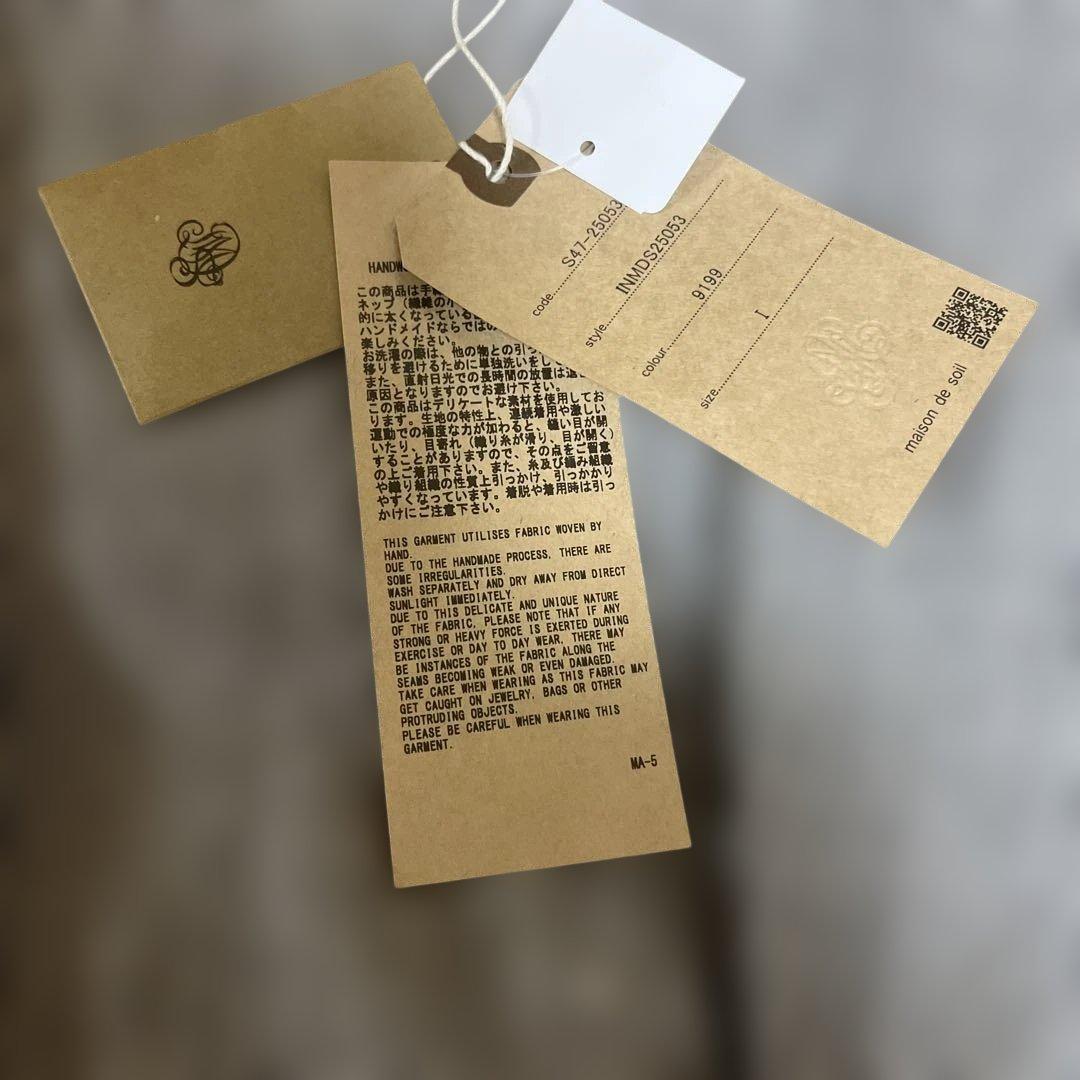 この商品は手
ネップ（繊維の
的に太くなっている
ハンドメイドならではの
楽しみください。
お洗濯の際は、他の物との引っ
移りを避けるために単独洗いをし
また、直射日光での長時間の放置は退色
原因となりますのでお避け下さい。
この商品はデリケートな素材を使用してお
ります。生地の特性上、連続着用や激しい
運動での極度な力が加わると、縫い目が開
いたり、目寄れ（織り糸が滑り、目が開く）
することがありますので、その点をご留意
の上ご着用下さい。また、糸及び編み組織
や織り組織の性質上引っかけ、引っかかり
やすくなっています。着脱や着用時は引っ
かけにご注意下さい。
THIS GARMENT UTILISES FABRIC WOVEN BY
HAND.
DUE TO THE HANDMADE PROCESS, THERE ARE
SOME IRREGULARITIES.
WASH SEPARATELY AND DRY AWAY FROM DIRECT
SUNLIGHT IMMEDIATELY.
DUE TO THIS DELICATE AND UNIQUE NATURE
OF THE FABRIC, PLEASE NOTE THAT IF ANY
STRONG OR HEAVY FORCE IS EXERTED DURING
EXERCISE OR DAY TO DAY WEAR, THERE MAY
BE INSTANCES OF THE FABRIC ALONG THE
SEAMS BECOMING WEAK OR EVEN DAMAGED.
TAKE CARE WHEN WEARING AS THIS FABRIC MAY
GET CAUGHT ON JEWELRY, BAGS OR OTHER
PROTRUDING OBJECTS.
PLEASE BE CAREFUL WHEN WEARING THIS
GARMENT.
MA-5
code S47-25053
style INMDS25053
colour 9199
size I
maison de soil